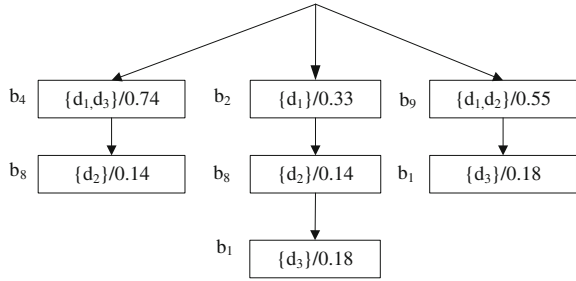 b₄ {d₁,d₃}/0.74 b₂ {d₁}/0.33 b₉ {d₁,d₂}/0.55
b₈ {d₂}/0.14 b₈ {d₂}/0.14 b₁ {d₃}/0.18
b₁ {d₃}/0.18